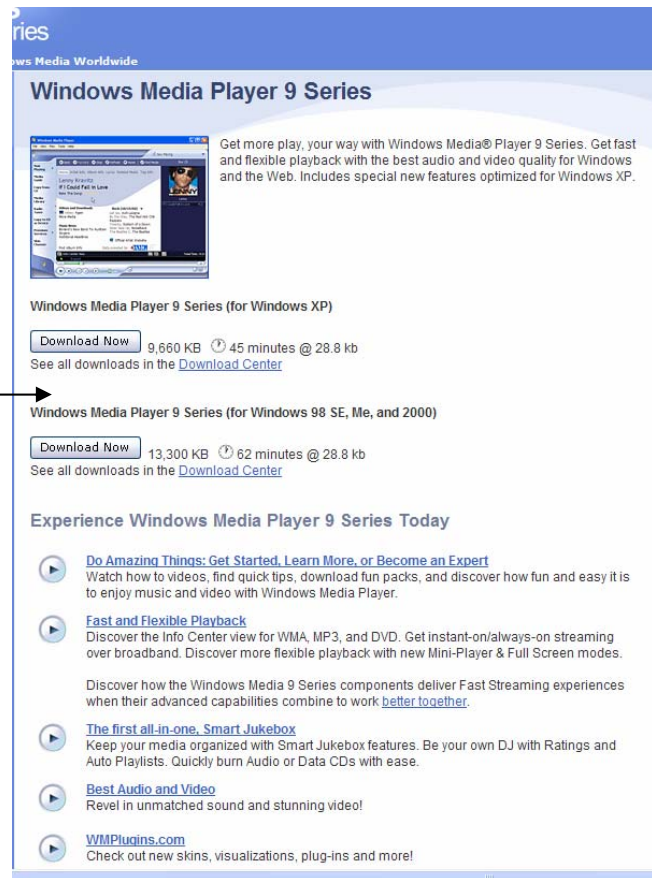 ries
ws Media Worldwide
Windows Media Player 9 Series
Get more play, your way with Windows Media® Player 9 Series. Get fast
and flexible playback with the best audio and video quality for Windows
and the Web. Includes special new features optimized for Windows XP.
Lenny Kravitz
If I Could Fall in Love
Windows Media Player 9 Series (for Windows XP)
Download Now 9,660 KB 45 minutes @ 28.8 kb
See all downloads in the Download Center
Windows Media Player 9 Series (for Windows 98 SE, Me, and 2000)
Download Now 13,300 KB 62 minutes @ 28.8 kb
See all downloads in the Download Center
Experience Windows Media Player 9 Series Today
Do Amazing Things: Get Started, Learn More, or Become an Expert
Watch how to videos, find quick tips, download fun packs, and discover how fun and easy it is
to enjoy music and video with Windows Media Player.
Fast and Flexible Playback
Discover the Info Center view for WMA, MP3, and DVD. Get instant-on/always-on streaming
over broadband. Discover more flexible playback with new Mini-Player & Full Screen modes.
Discover how the Windows Media 9 Series components deliver Fast Streaming experiences
when their advanced capabilities combine to work better together.
The first all-in-one, Smart Jukebox
Keep your media organized with Smart Jukebox features. Be your own DJ with Ratings and
Auto Playlists. Quickly burn Audio or Data CDs with ease.
Best Audio and Video
Revel in unmatched sound and stunning video!
WMPlugins.com
Check out new skins, visualizations, plug-ins and more!